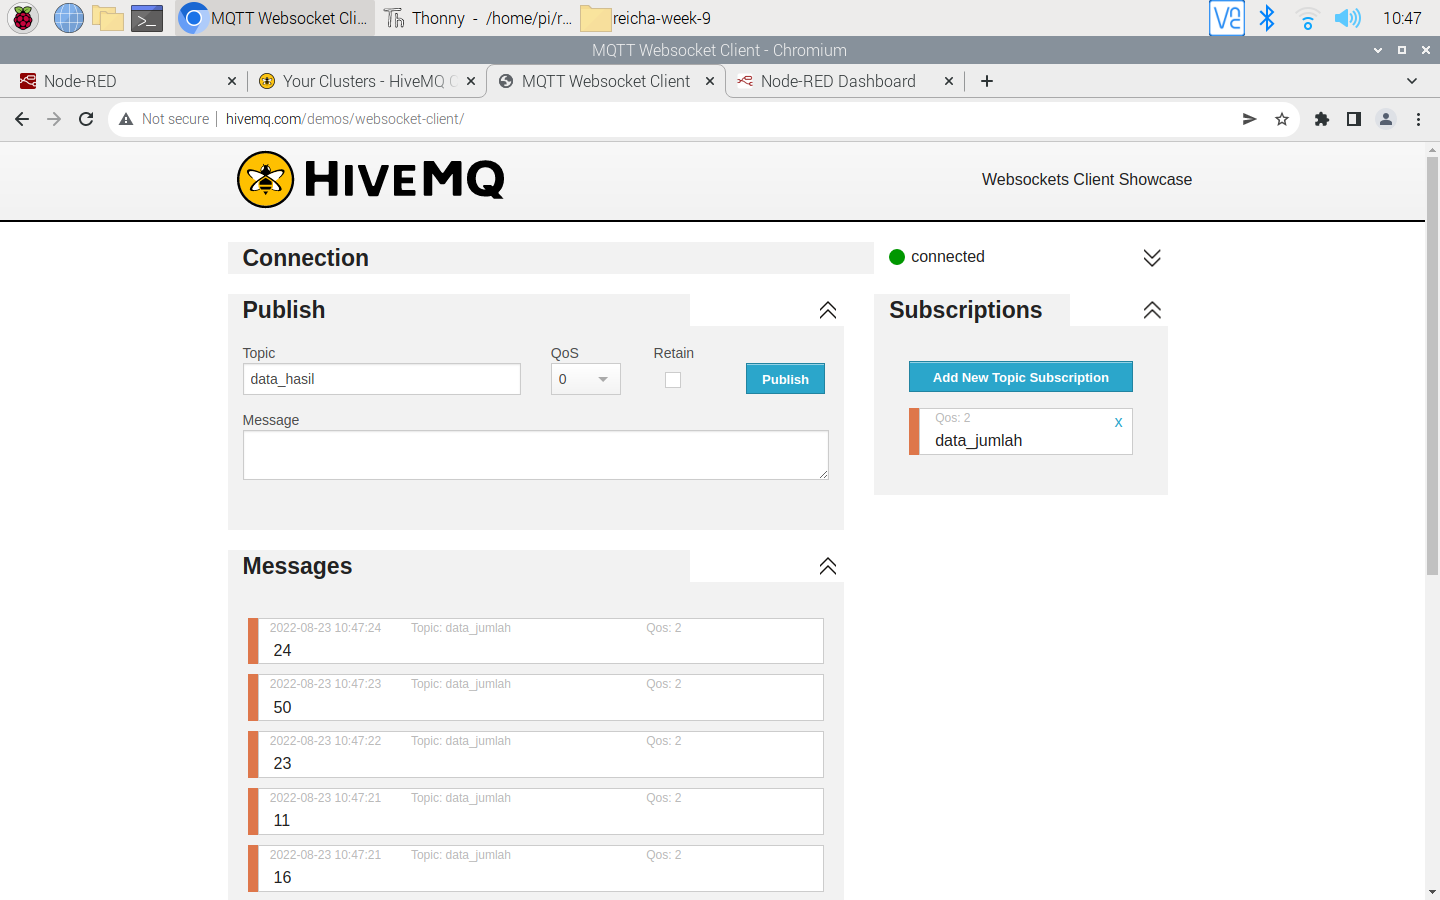 MQTT Websocket Cli...
Thonny - /home/pi/r...
reicha-week-9
10:47
MQTT Websocket Client - Chromium
Node-RED
Your Clusters - HiveMQ C
MQTT Websocket Client
Node-RED Dashboard
Not secure
hivemq.com/demos/websocket-client/
HIVEMQ
Websockets Client Showcase
Connection
connected
Publish
Subscriptions
Topic
QoS
Retain
data_hasil
0
Publish
Message
Add New Topic Subscription
Qos: 2
x
data_jumlah
Messages
2022-08-23 10:47:24 Topic: data_jumlah Qos: 2
24
2022-08-23 10:47:23 Topic: data_jumlah Qos: 2
50
2022-08-23 10:47:22 Topic: data_jumlah Qos: 2
23
2022-08-23 10:47:21 Topic: data_jumlah Qos: 2
11
2022-08-23 10:47:21 Topic: data_jumlah Qos: 2
16